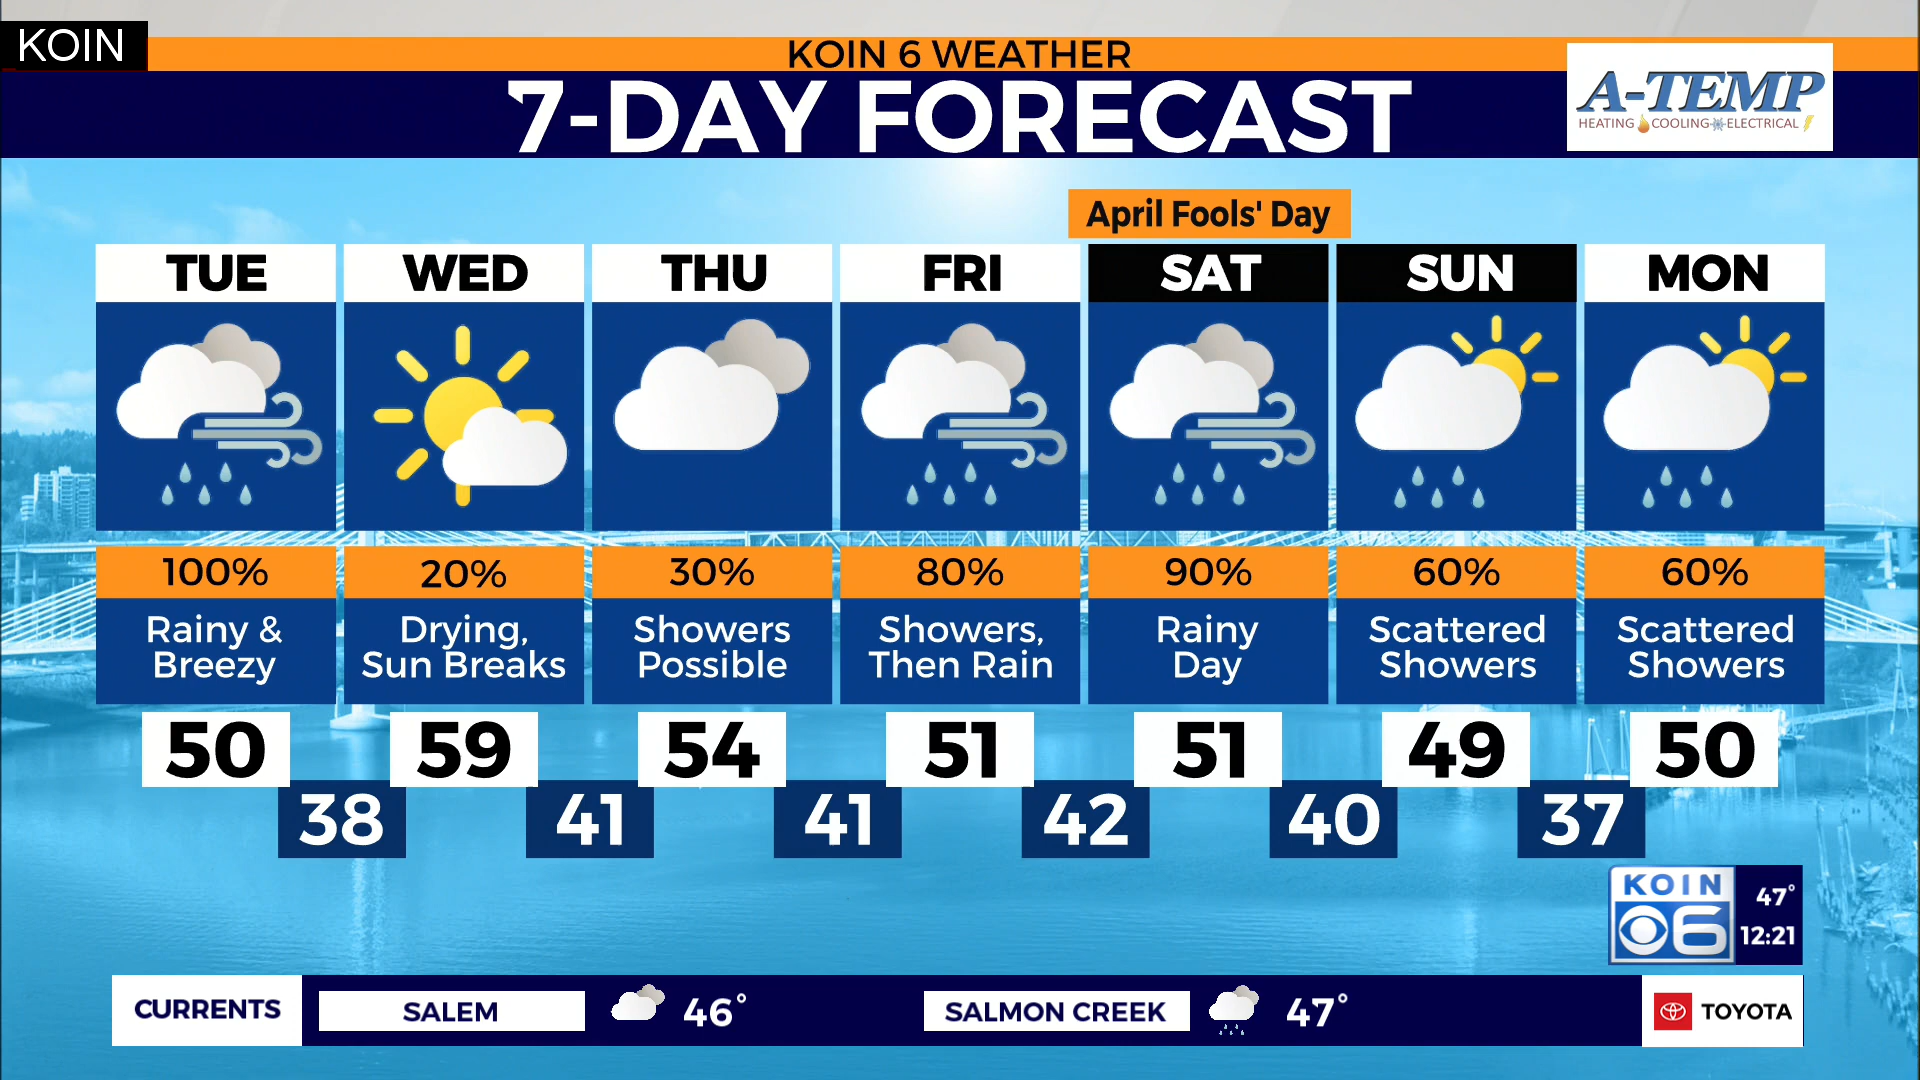 KOIN
KOIN 6 WEATHER
7-DAY FORECAST
A-TEMP
HEATING COOLING ELECTRICAL
April Fools' Day
TUE WED THU FRI SAT SUN MON
100% 20% 30% 80% 90% 60% 60%
Rainy & Drying, Showers Showers, Rainy Scattered Scattered
Breezy Sun Breaks Possible Then Rain Day Showers Showers
50 59 54 51 51 49 50
38 41 41 42 40 37
KOIN 6
47°
12:21
CURRENTS SALEM 46° SALMON CREEK 47° TOYOTA